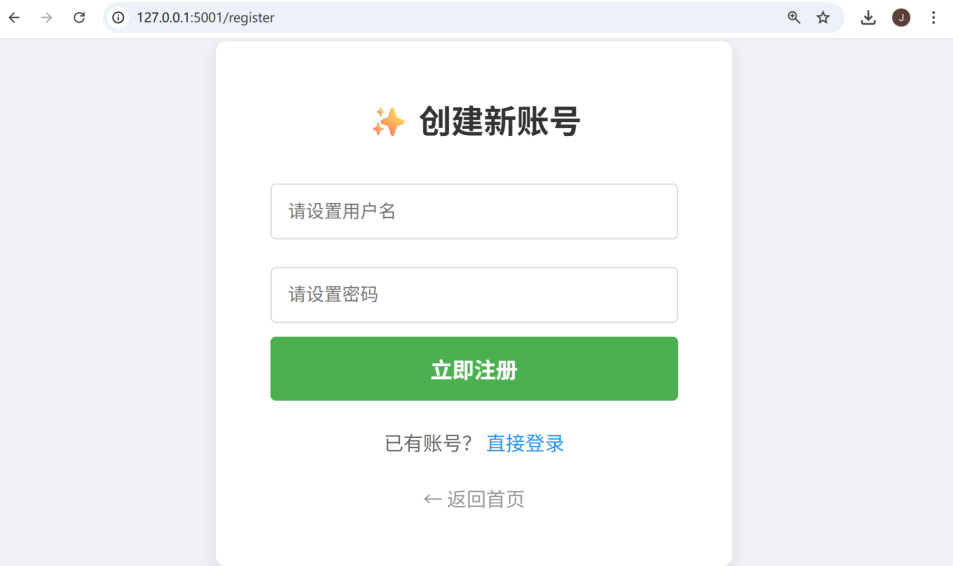 127.0.0.1:5001/register
J
✨ 创建新账号
请设置用户名
请设置密码
立即注册
已有账号？ 直接登录
← 返回首页